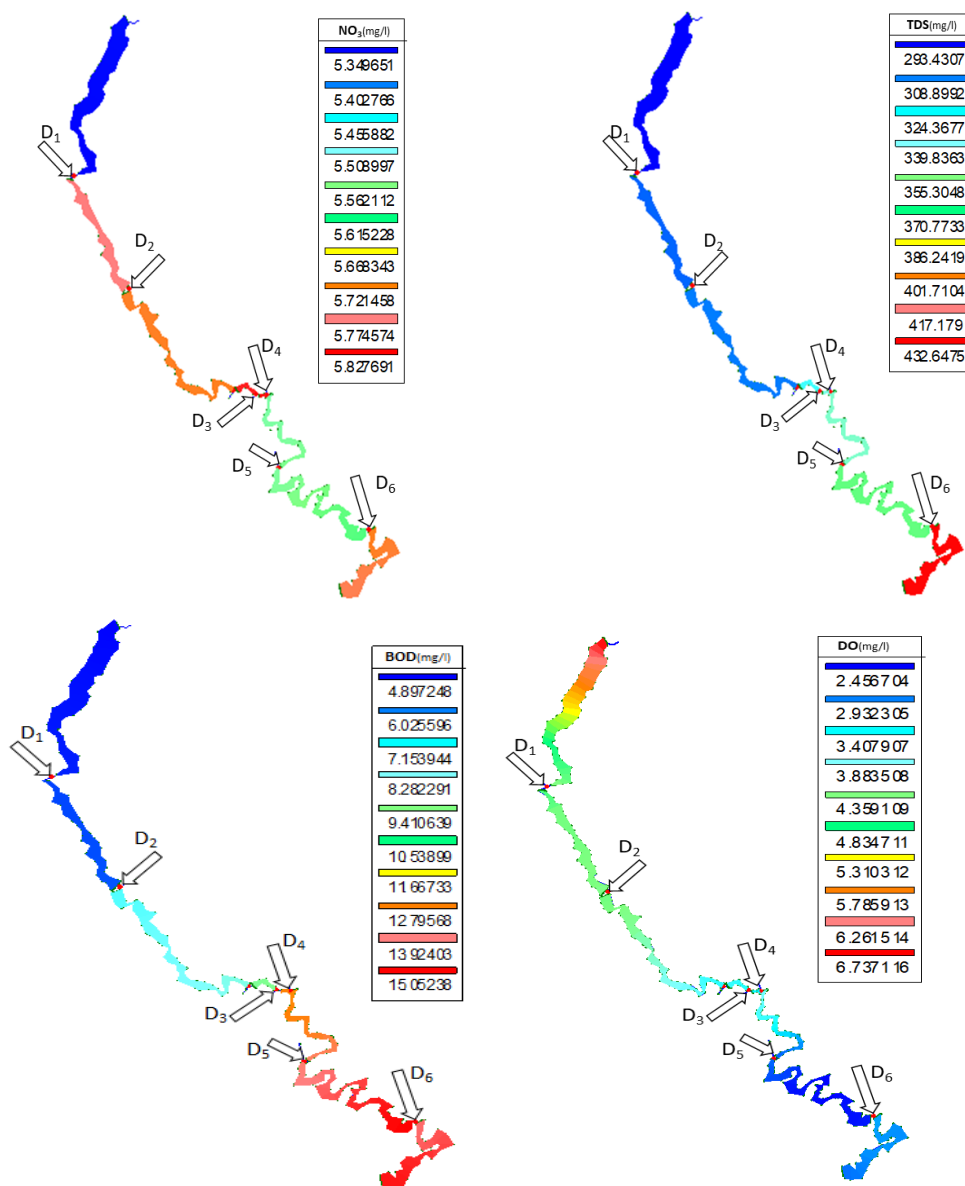 NO₃(mg/l)
5.349651
5.402766
5.455882
5.508997
5.562112
5.615228
5.668343
5.721458
5.774574
5.827691
D₁
D₂
D₄
D₃
D₅
D₆
TDS(mg/l)
293.4307
308.8992
324.3677
339.8363
355.3048
370.7733
386.2419
401.7104
417.179
432.6475
D₁
D₂
D₄
D₃
D₅
D₆
BOD(mg/l)
4.897248
6.025596
7.153944
8.282291
9.410639
10.53899
11.66733
12.79568
13.92403
15.05238
D₁
D₂
D₄
D₃
D₅
D₆
DO(mg/l)
2.456704
2.932305
3.407907
3.883508
4.359109
4.834711
5.310312
5.785913
6.261514
6.737116
D₁
D₂
D₄
D₃
D₅
D₆